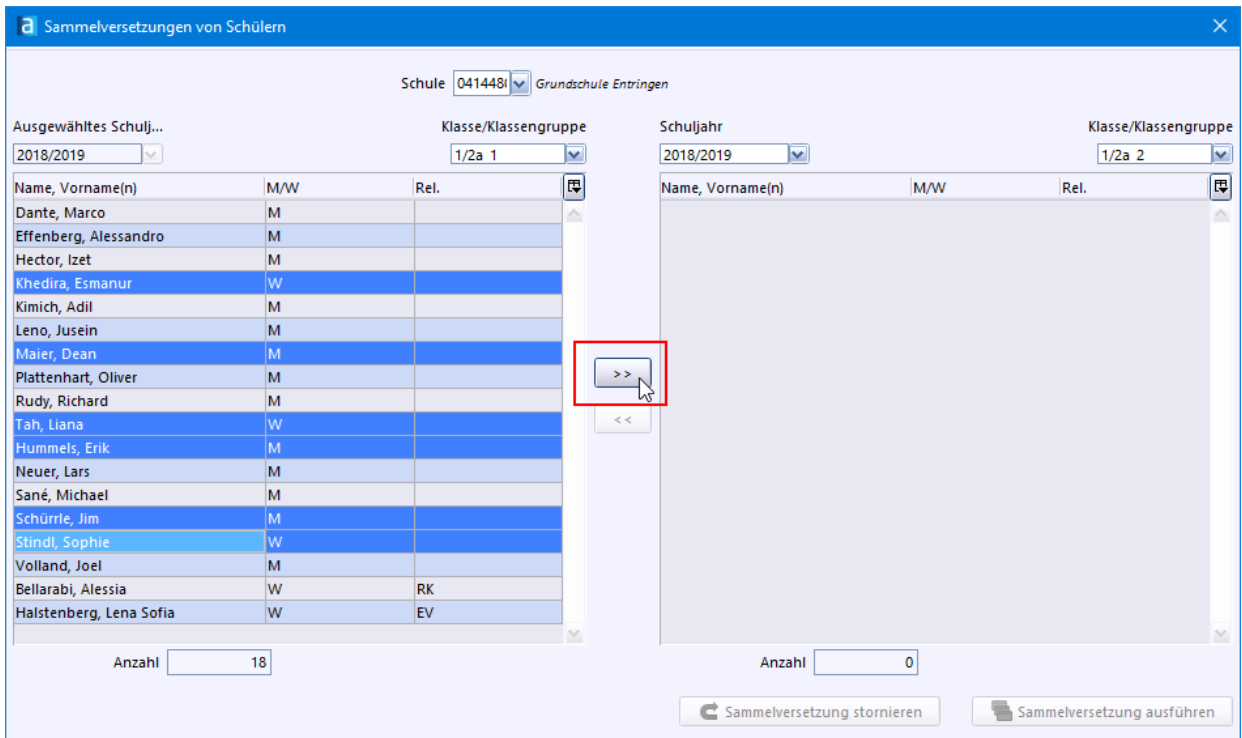 a Sammelversetzungen von Schülern
Schule 0414480 Grundschule Entringen
Ausgewähltes Schulj... Klasse/Klassengruppe Schuljahr Klasse/Klassengruppe
2018/2019 1/2a 1 2018/2019 1/2a 2
Name, Vorname(n) M/W Rel. Name, Vorname(n) M/W Rel.
Dante, Marco M
Effenberg, Alessandro M
Hector, Izet M
Khedira, Esmanur W
Kimich, Adil M
Leno, Jusein M
Maier, Dean M
>>
Plattenhart, Oliver M
Rudy, Richard M
Tah, Liana W
<<
Hummels, Erik M
Neuer, Lars M
Sané, Michael M
Schürrle, Jim M
Stindl, Sophie W
Volland, Joel M
Bellarabi, Alessia W RK
Halstenberg, Lena Sofia W EV
Anzahl 18 Anzahl 0
Sammelversetzung stornieren Sammelversetzung ausführen